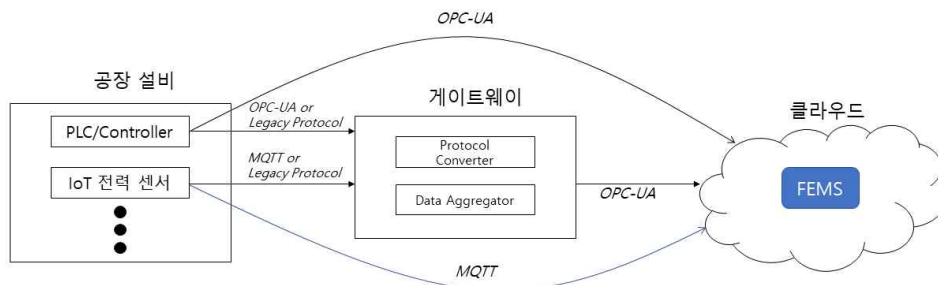 OPC-UA
공장 설비
게이트웨이
클라우드
PLC/Controller
OPC-UA or
Legacy Protocol
IoT 전력 센서
MQTT or
Legacy Protocol
Protocol
Converter
Data Aggregator
OPC-UA
FEMS
MQTT